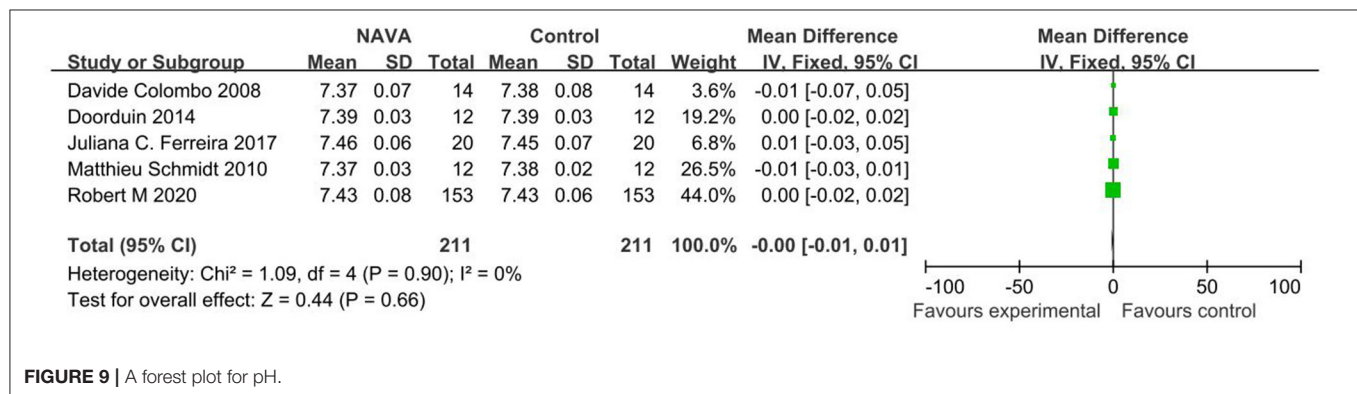 NAVA Control Mean Difference Mean Difference
Study or Subgroup Mean SD Total Mean SD Total Weight IV, Fixed, 95% CI IV, Fixed, 95% CI
Davide Colombo 2008 7.37 0.07 14 7.38 0.08 14 3.6% -0.01 [-0.07, 0.05]
Doorduin 2014 7.39 0.03 12 7.39 0.03 12 19.2% 0.00 [-0.02, 0.02]
Juliana C. Ferreira 2017 7.46 0.06 20 7.45 0.07 20 6.8% 0.01 [-0.03, 0.05]
Matthieu Schmidt 2010 7.37 0.03 12 7.38 0.02 12 26.5% -0.01 [-0.03, 0.01]
Robert M 2020 7.43 0.08 153 7.43 0.06 153 44.0% 0.00 [-0.02, 0.02]
Total (95% CI) 211 211 100.0% -0.00 [-0.01, 0.01]
Heterogeneity: Chi² = 1.09, df = 4 (P = 0.90); I² = 0%
Test for overall effect: Z = 0.44 (P = 0.66)
-100 -50 0 50 100
Favours experimental Favours control
FIGURE 9 | A forest plot for pH.